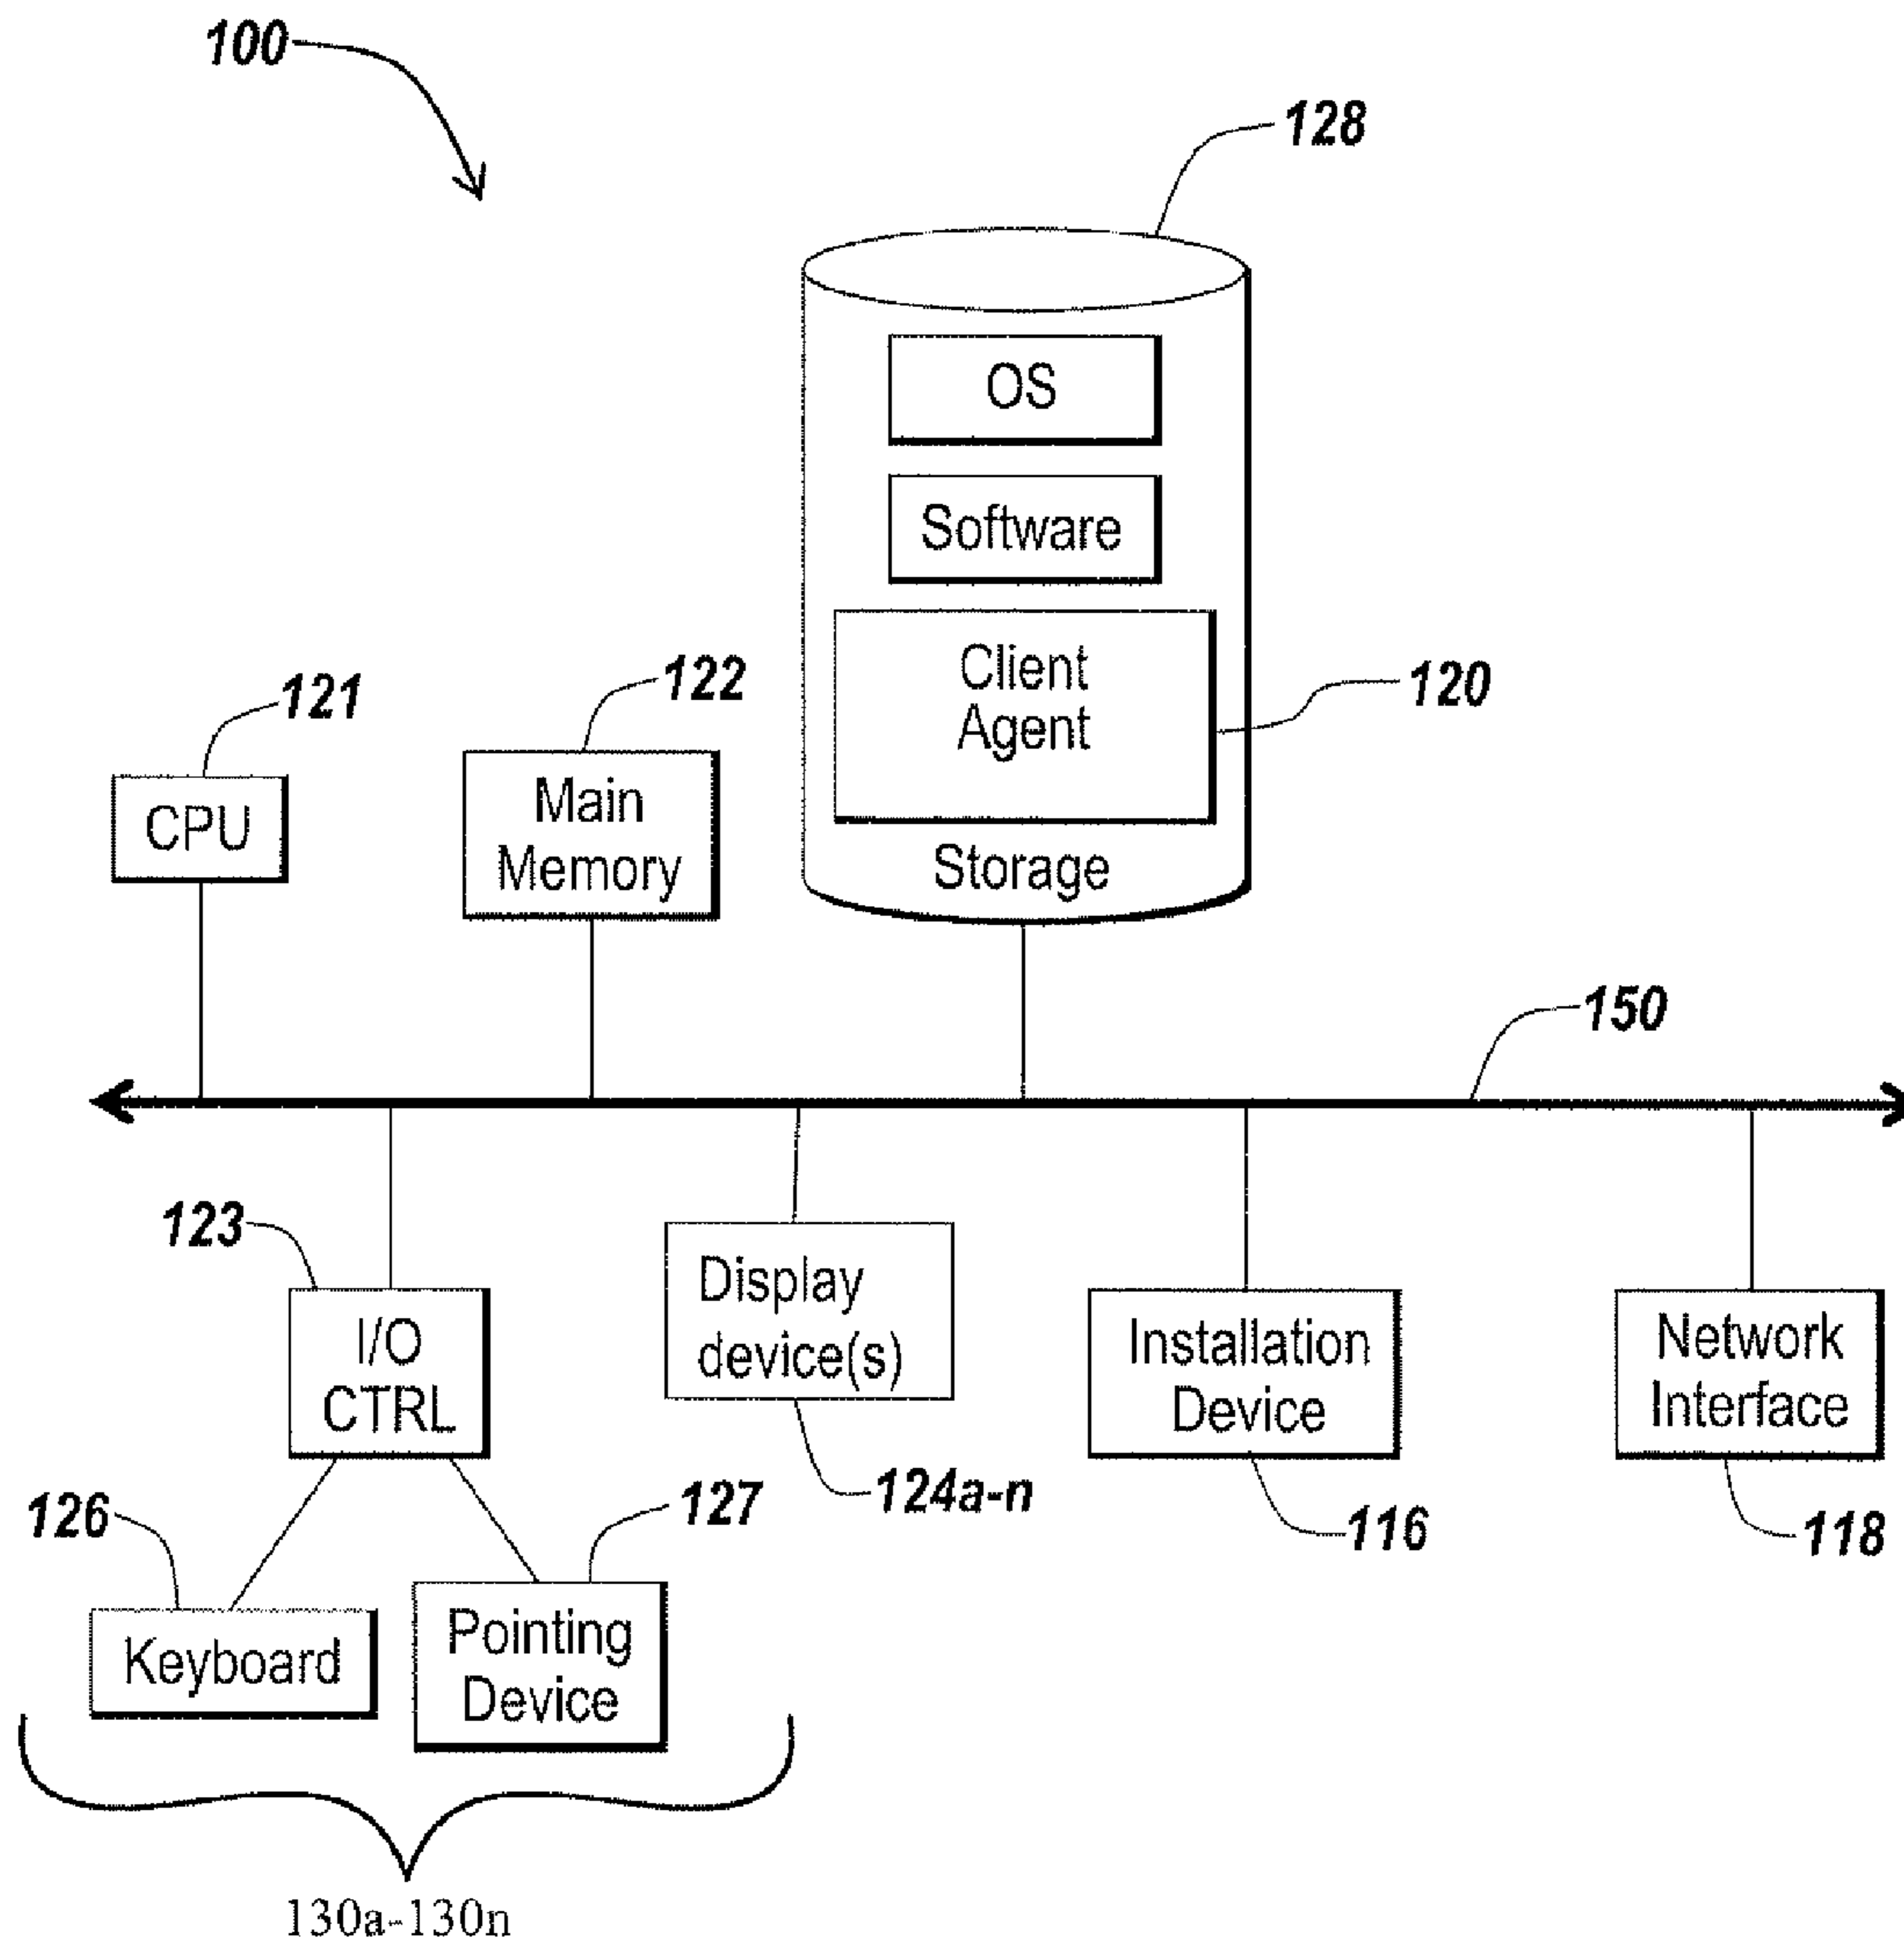 100
128
OS
Software
Client
Agent
120
Storage
121
CPU
122
Main
Memory
150
123
I/O
CTRL
Display
device(s)
124a-n
Installation
Device
116
Network
Interface
118
126
Keyboard
127
Pointing
Device
130a-130n